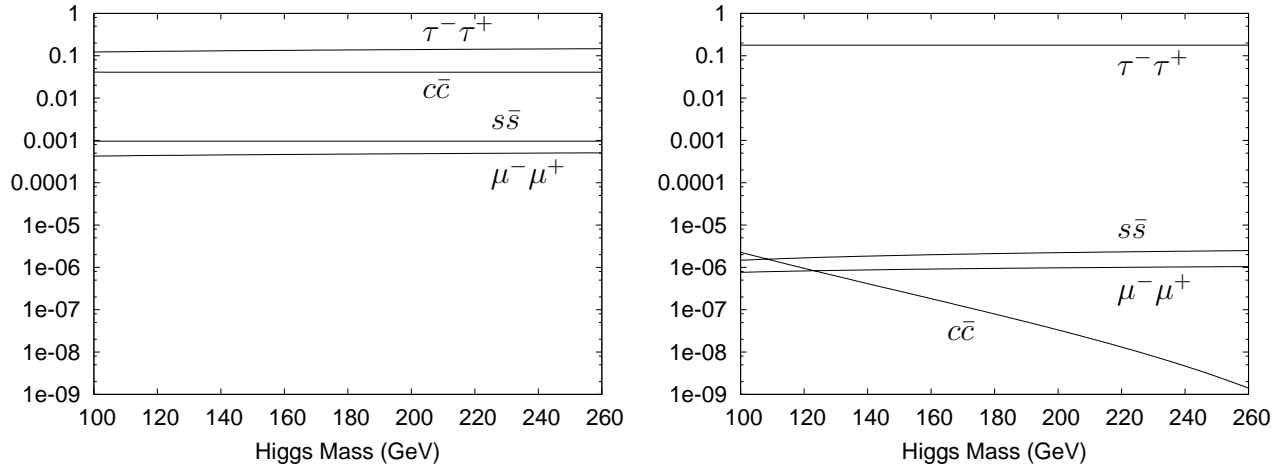 1
0.1
0.01
0.001
0.0001
1e-05
1e-06
1e-07
1e-08
1e-09
100 120 140 160 180 200 220 240 260
Higgs Mass (GeV)
τ⁻τ⁺
cc̄
ss̄
μ⁻μ⁺
1
0.1
0.01
0.001
0.0001
1e-05
1e-06
1e-07
1e-08
1e-09
100 120 140 160 180 200 220 240 260
Higgs Mass (GeV)
τ⁻τ⁺
ss̄
μ⁻μ⁺
cc̄